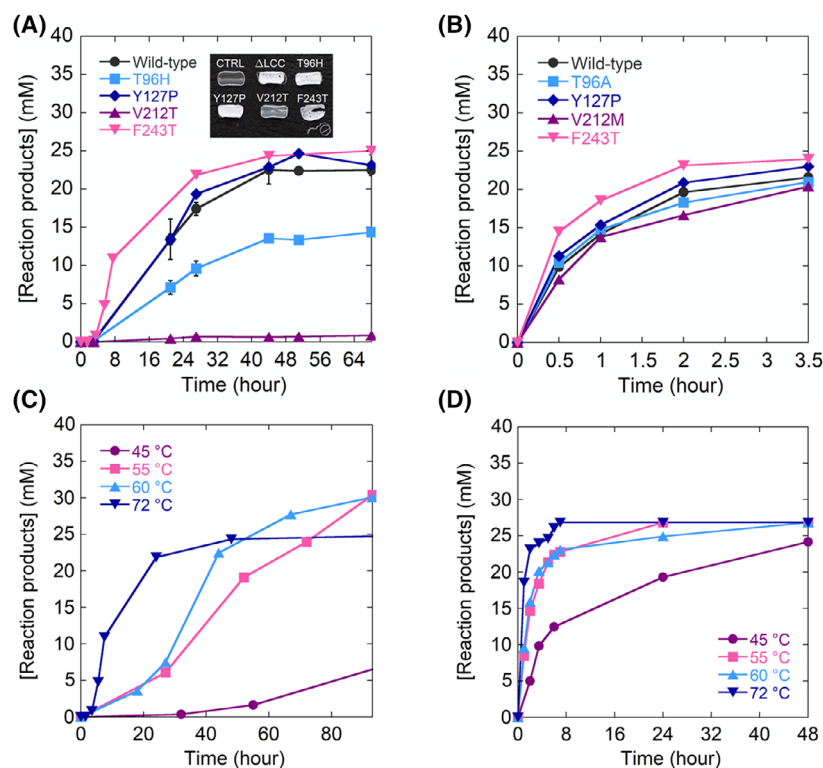 (A)
40
35
30
25
20
15
10
5
0
[Reaction products] (mM)
Wild-type
T96H
Y127P
V212T
F243T
CTRL ΔLCC T96H
Y127P V212T F243T
0 8 16 24 32 40 48 56 64
Time (hour)
(B)
40
35
30
25
20
15
10
5
0
[Reaction products] (mM)
Wild-type
T96A
Y127P
V212M
F243T
0 0.5 1 1.5 2 2.5 3 3.5
Time (hour)
(C)
40
35
30
25
20
15
10
5
0
[Reaction products] (mM)
45 °C
55 °C
60 °C
72 °C
0 20 40 60 80
Time (hour)
(D)
40
35
30
25
20
15
10
5
0
[Reaction products] (mM)
45 °C
55 °C
60 °C
72 °C
0 8 16 24 32 40 48
Time (hour)